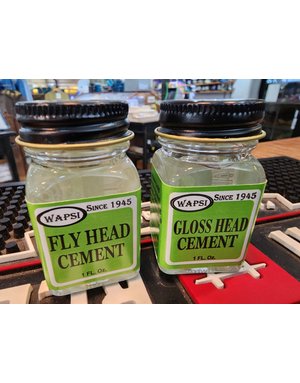 WAPSI SINCE 1945
FLY HEAD
CEMENT
1 FL. OZ.
WAPSI SINCE 1945
GLOSS HEAD
CEMENT
1 FL. OZ.